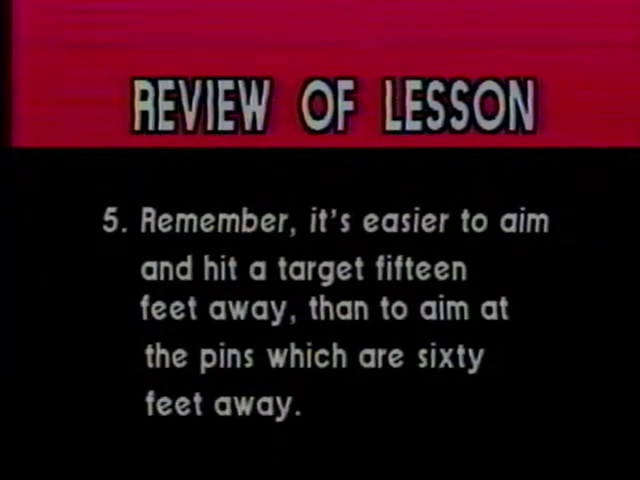 REVIEW OF LESSON
5. Remember, it's easier to aim
and hit a target fifteen
feet away, than to aim at
the pins which are sixty
feet away.